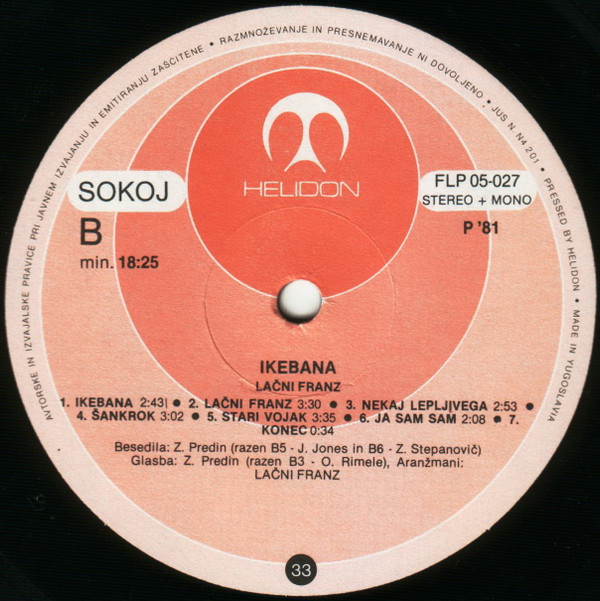 AVTORSKE IN IZVAJALSKE PRAVICE PRI JAVNEM IZVAJANJU IN EMITIRANJU ZAŠČITENE • RAZMNOŽEVANJE IN PRESNEMAVANJE NI DOVOLJENO • JUS N. N4 201 • PRESSED BY HELIDON • MADE IN YUGOSLAVIA
HELIDON
SOKOJ
FLP 05-027
STEREO + MONO
B
P '81
min. 18:25
IKEBANA
LAČNI FRANZ
1. IKEBANA 2:43 ● 2. LAČNI FRANZ 3:30 ● 3. NEKAJ LEPLJIVEGA 2:53 ●
4. ŠANKROK 3:02 ● 5. STARI VOJAK 3:35 ● 6. JA SAM SAM 2:08 ● 7.
KONEC 0:34
Besedila: Z. Predin (razen B5 - J. Jones in B6 - Z. Stepanovič)
Glasba: Z. Predin (razen B3 - O. Rimele), Aranžmani:
LAČNI FRANZ
33